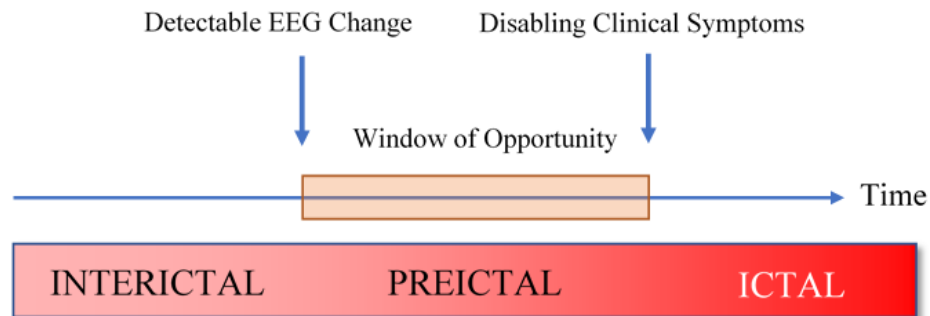 Detectable EEG Change
Disabling Clinical Symptoms
Window of Opportunity
Time
INTERICTAL
PREICTAL
ICTAL